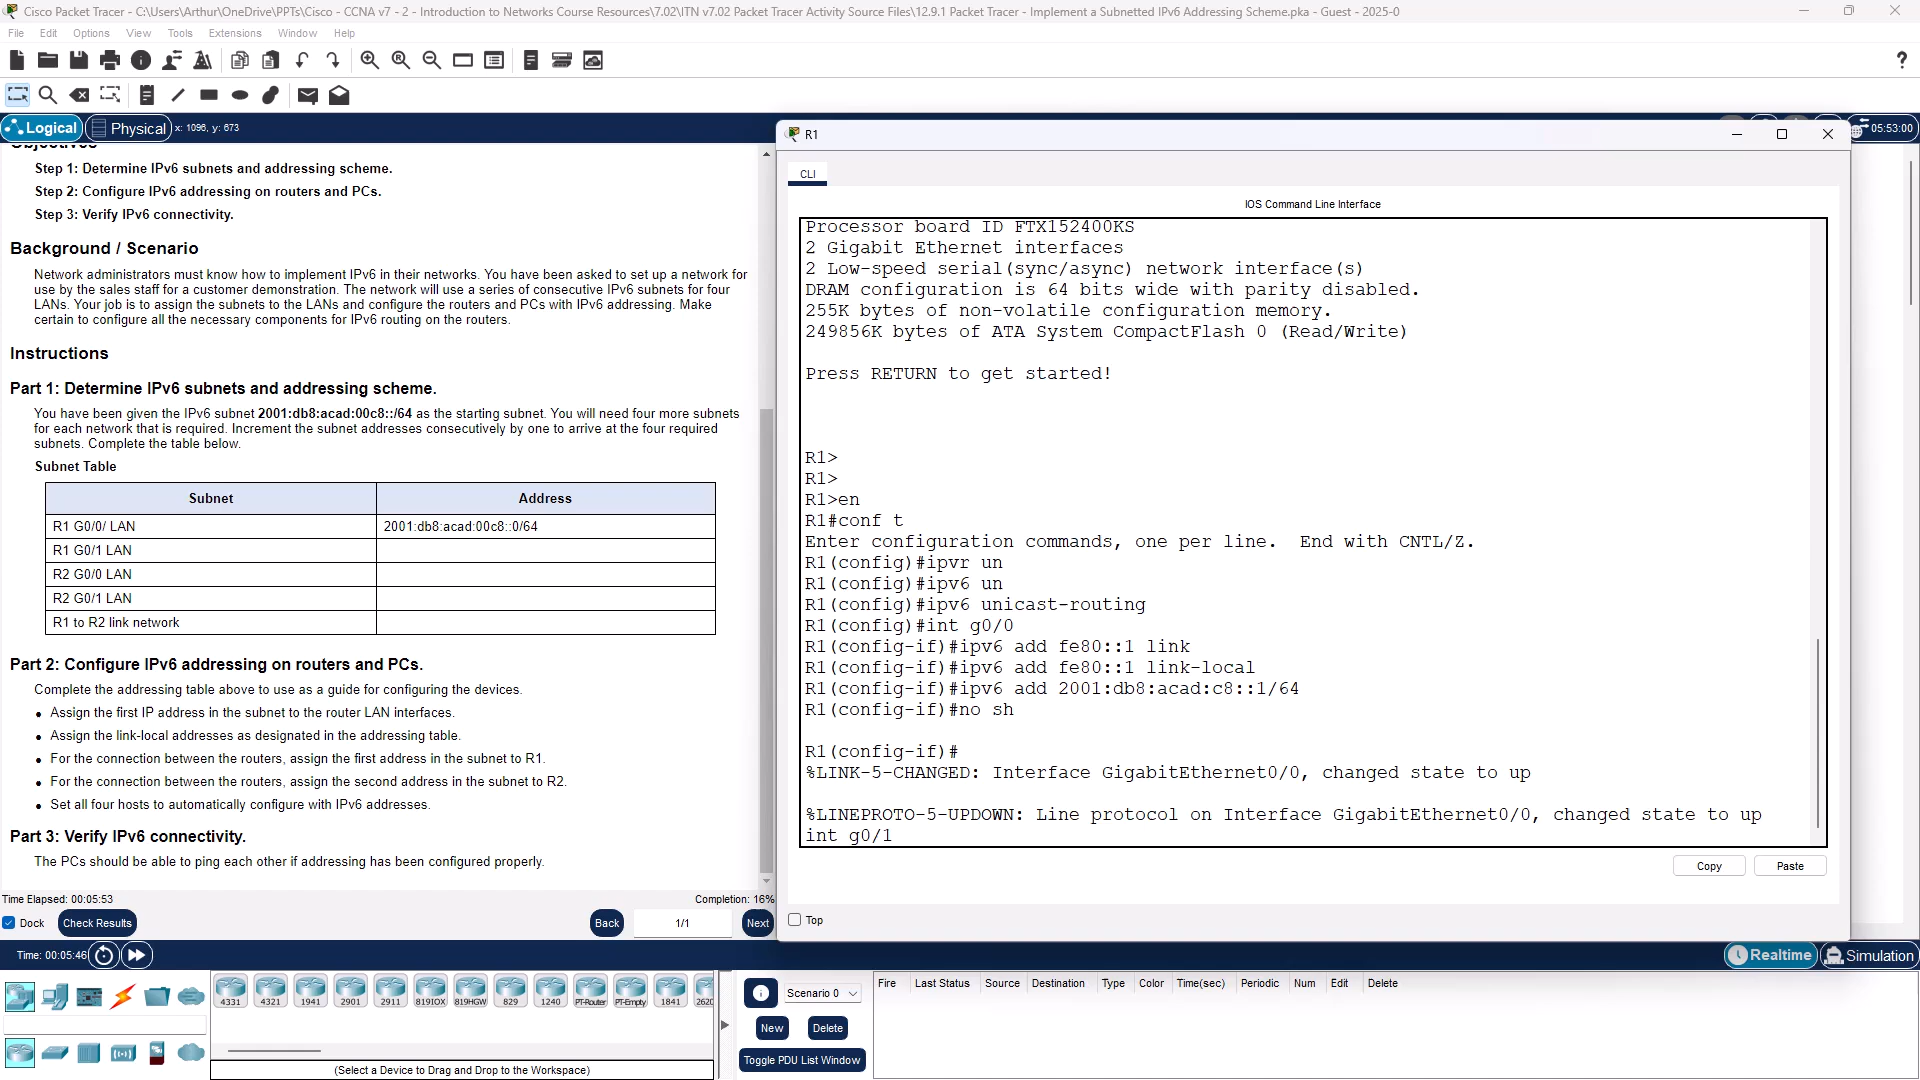 Cisco Packet Tracer - C:\Users\Arthur\OneDrive\PPTs\Cisco - CCNA v7 - 2 - Introduction to Networks Course Resources\7.02\ITN v7.02 Packet Tracer Activity Source Files\12.9.1 Packet Tracer - Implement a Subnetted IPv6 Addressing Scheme.pka - Guest - 2025-0
File Edit Options View Tools Extensions Window Help
Logical Physical x: 1096, y: 673
05:53:00
Objectives
Step 1: Determine IPv6 subnets and addressing scheme.
Step 2: Configure IPv6 addressing on routers and PCs.
Step 3: Verify IPv6 connectivity.
Background / Scenario
Network administrators must know how to implement IPv6 in their networks. You have been asked to set up a network for
use by the sales staff for a customer demonstration. The network will use a series of consecutive IPv6 subnets for four
LANs. Your job is to assign the subnets to the LANs and configure the routers and PCs with IPv6 addressing. Make
certain to configure all the necessary components for IPv6 routing on the routers.
Instructions
Part 1: Determine IPv6 subnets and addressing scheme.
You have been given the IPv6 subnet 2001:db8:acad:00c8::/64 as the starting subnet. You will need four more subnets
for each network that is required. Increment the subnet addresses consecutively by one to arrive at the four required
subnets. Complete the table below.
Subnet Table
Subnet Address
R1 G0/0/ LAN 2001:db8:acad:00c8::0/64
R1 G0/1 LAN
R2 G0/0 LAN
R2 G0/1 LAN
R1 to R2 link network
Part 2: Configure IPv6 addressing on routers and PCs.
Complete the addressing table above to use as a guide for configuring the devices.
• Assign the first IP address in the subnet to the router LAN interfaces.
• Assign the link-local addresses as designated in the addressing table.
• For the connection between the routers, assign the first address in the subnet to R1.
• For the connection between the routers, assign the second address in the subnet to R2.
• Set all four hosts to automatically configure with IPv6 addresses.
Part 3: Verify IPv6 connectivity.
The PCs should be able to ping each other if addressing has been configured properly.
Time Elapsed: 00:05:53 Completion: 16%
Dock Check Results Back 1/1 Next
R1
CLI
IOS Command Line Interface
Processor board ID FTX152400KS
2 Gigabit Ethernet interfaces
2 Low-speed serial(sync/async) network interface(s)
DRAM configuration is 64 bits wide with parity disabled.
255K bytes of non-volatile configuration memory.
249856K bytes of ATA System CompactFlash 0 (Read/Write)
Press RETURN to get started!
R1>
R1>
R1>en
R1#conf t
Enter configuration commands, one per line.  End with CNTL/Z.
R1(config)#ipvr un
R1(config)#ipv6 un
R1(config)#ipv6 unicast-routing
R1(config)#int g0/0
R1(config-if)#ipv6 add fe80::1 link
R1(config-if)#ipv6 add fe80::1 link-local
R1(config-if)#ipv6 add 2001:db8:acad:c8::1/64
R1(config-if)#no sh
R1(config-if)#
%LINK-5-CHANGED: Interface GigabitEthernet0/0, changed state to up
%LINEPROTO-5-UPDOWN: Line protocol on Interface GigabitEthernet0/0, changed state to up
int g0/1
Copy Paste
Top
Time: 00:05:46 Realtime Simulation
4331 4321 1941 2901 2911 819IOX 819HGW 829 1240 PT-Router PT-Empty 1841 2620
(Select a Device to Drag and Drop to the Workspace)
Scenario 0
New Delete
Toggle PDU List Window
Fire Last Status Source Destination Type Color Time(sec) Periodic Num Edit Delete